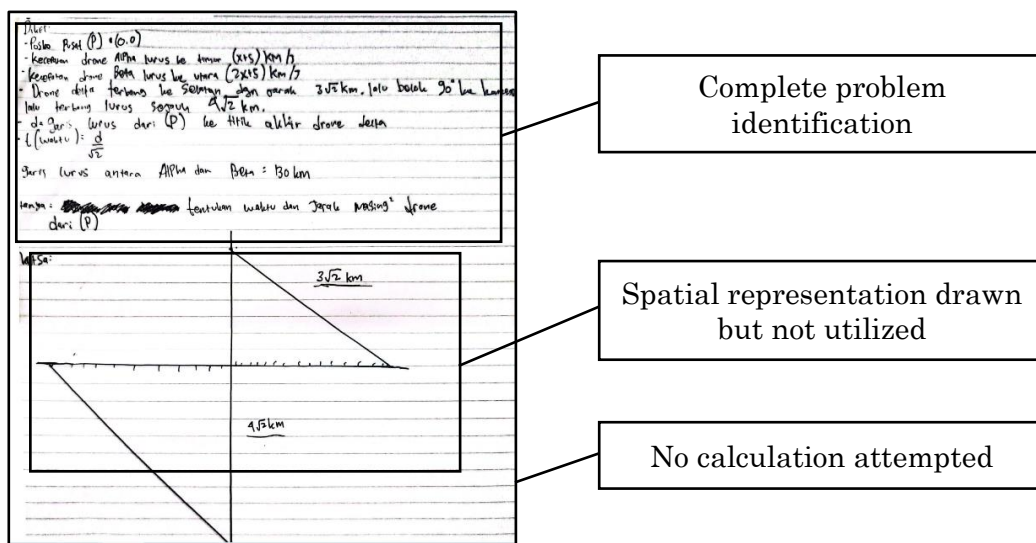 Diket:
- Posko Pusat (P) = (0.0)
- Kecepatan drone Alpha lurus ke timur (x+5) km/j
- Kecepatan drone Beta lurus ke utara (2x+5) km/j
- Drone delta terbang ke Selatan dgn jarak 3√2 km. lalu belok 90° ke
lalu terbang lurus sejauh 4√2 km.
- d = garis lurus dari (P) ke titik akhir drone delta
- t (waktu) = d/√2
garis lurus antara Alpha dan Beta = 130 km
tanya: tentukan waktu dan Jarak masing² drone
dari (P)
3√2 km
4√2 km
Complete problem
identification
Spatial representation drawn
but not utilized
No calculation attempted